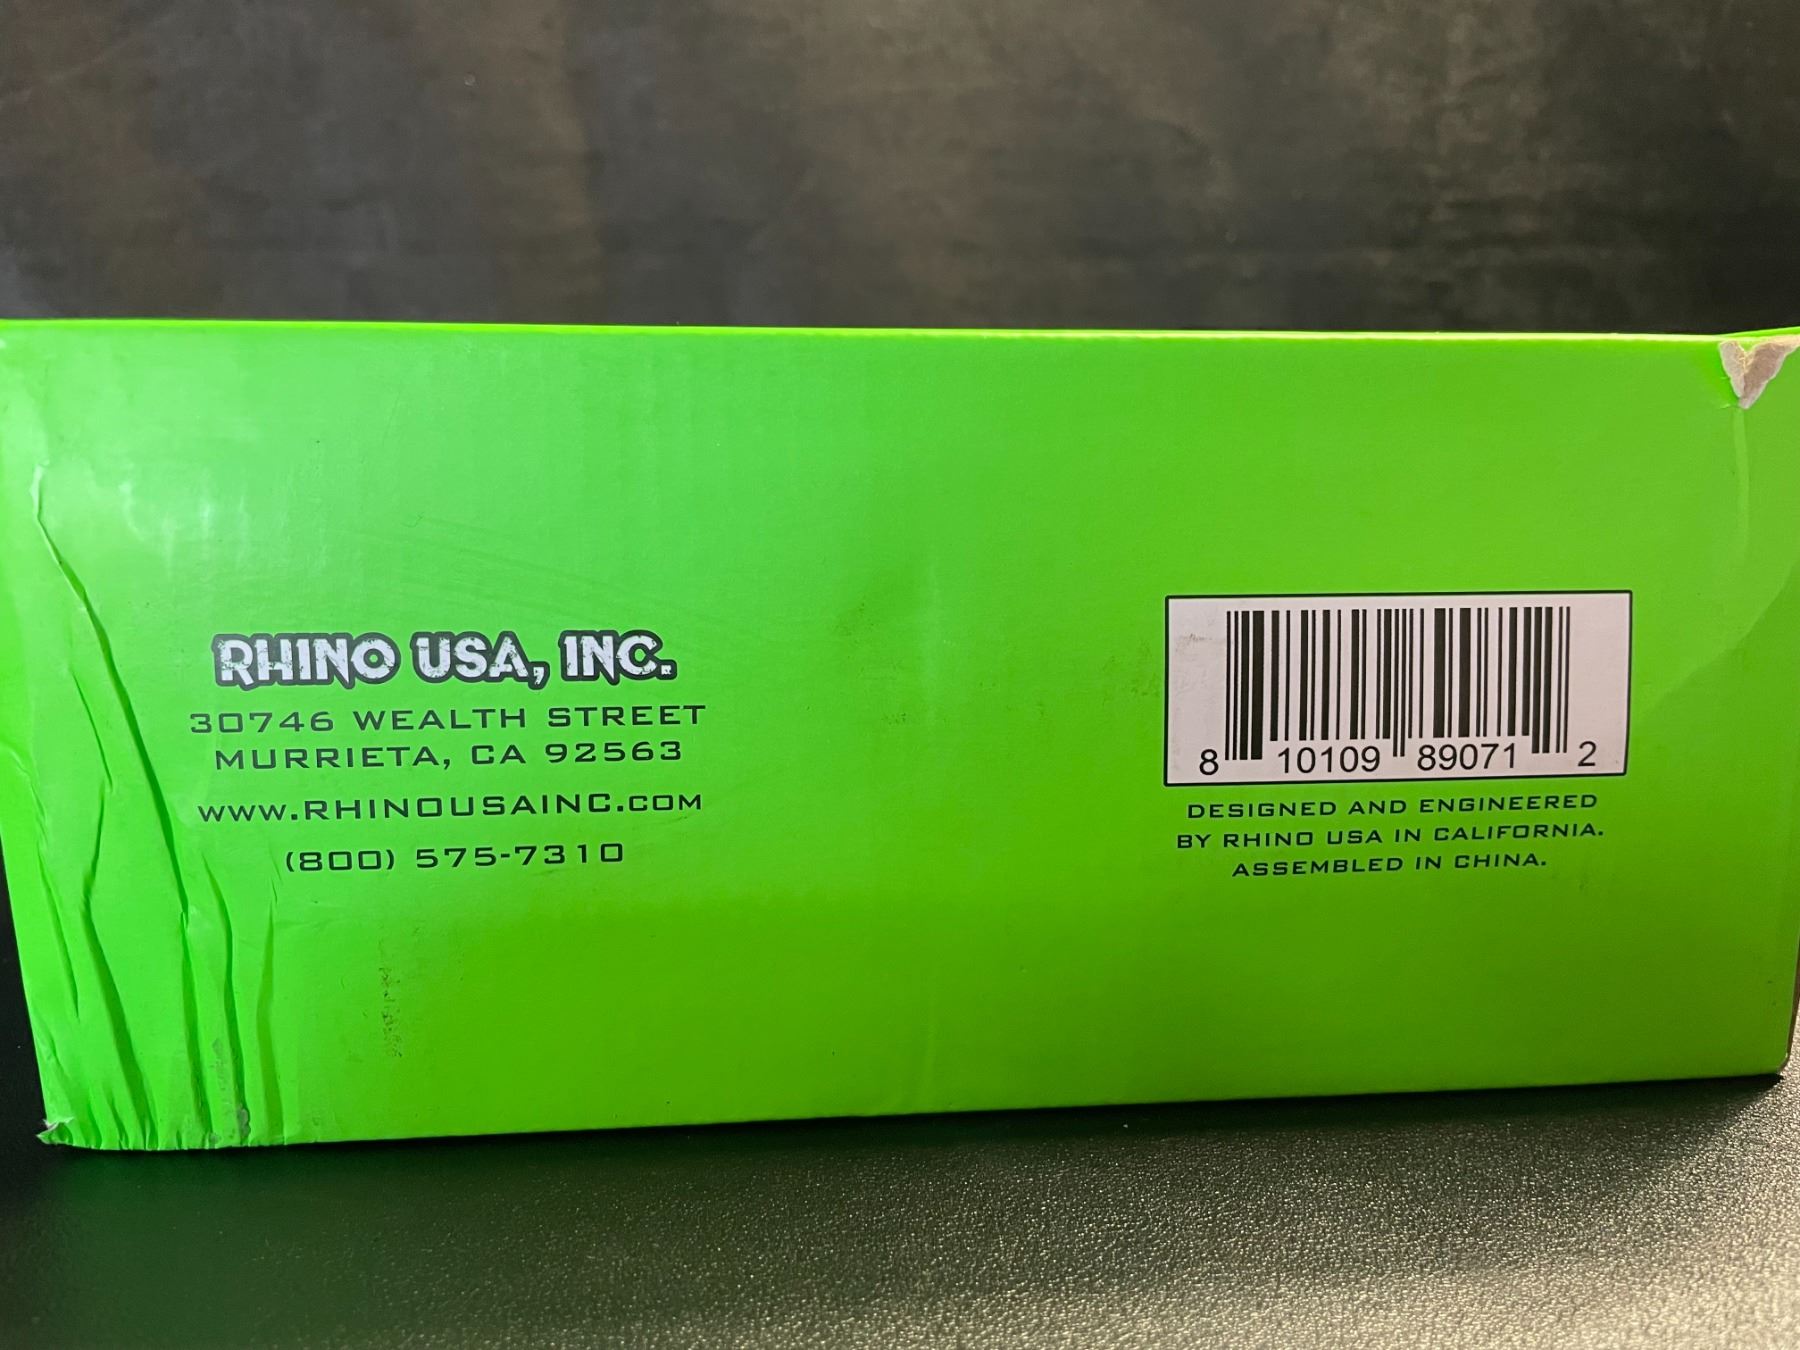 RHINO USA, INC.
30746 WEALTH STREET
MURRIETA, CA 92563
WWW.RHINOUSAINC.COM
(800) 575-7310
8 10109 89071 2
DESIGNED AND ENGINEERED
BY RHINO USA IN CALIFORNIA.
ASSEMBLED IN CHINA.